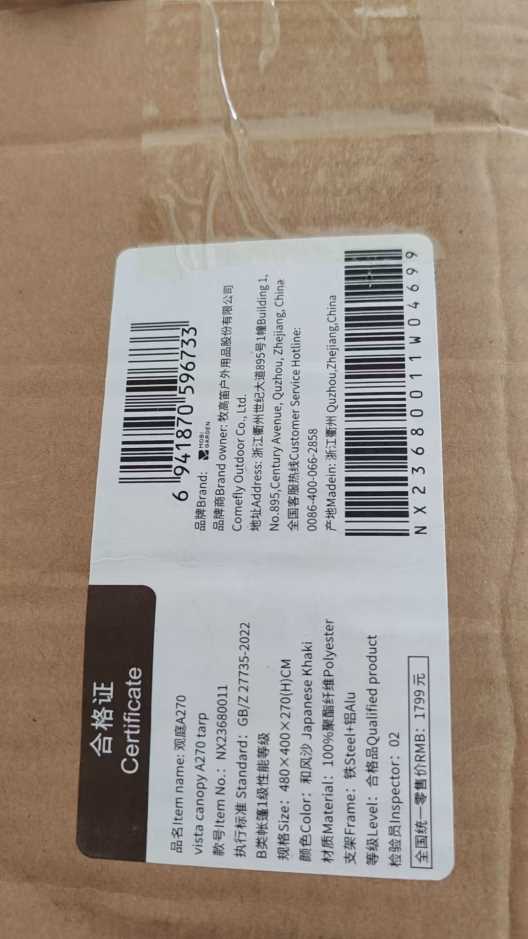 合格证
Certificate
品名Item name: 观庭A270
vista canopy A270 tarp
款号Item No.: NX23680011
执行标准 Standard: GB/Z 27735-2022
B类帐篷1级性能等级
规格Size: 480×400×270(H)CM
颜色Color: 和风沙 Japanese Khaki
材质Material: 100%聚酯纤维Polyester
支架Frame: 铁Steel+铝Alu
等级Level: 合格品Qualified product
检验员Inspector: 02
全国统一零售价RMB: 1799元
6 941870 596733
品牌Brand: MOBI GARDEN
品牌商Brand owner: 牧高笛户外用品股份有限公司
Comefly Outdoor Co., Ltd.
地址Address: 浙江衢州世纪大道895号1幢Building 1,
No.895,Century Avenue, Quzhou, Zhejiang, China
全国客服热线Customer Service Hotline:
0086-400-066-2858
产地Madein: 浙江衢州 Quzhou,Zhejiang,China
NX23680011W04699